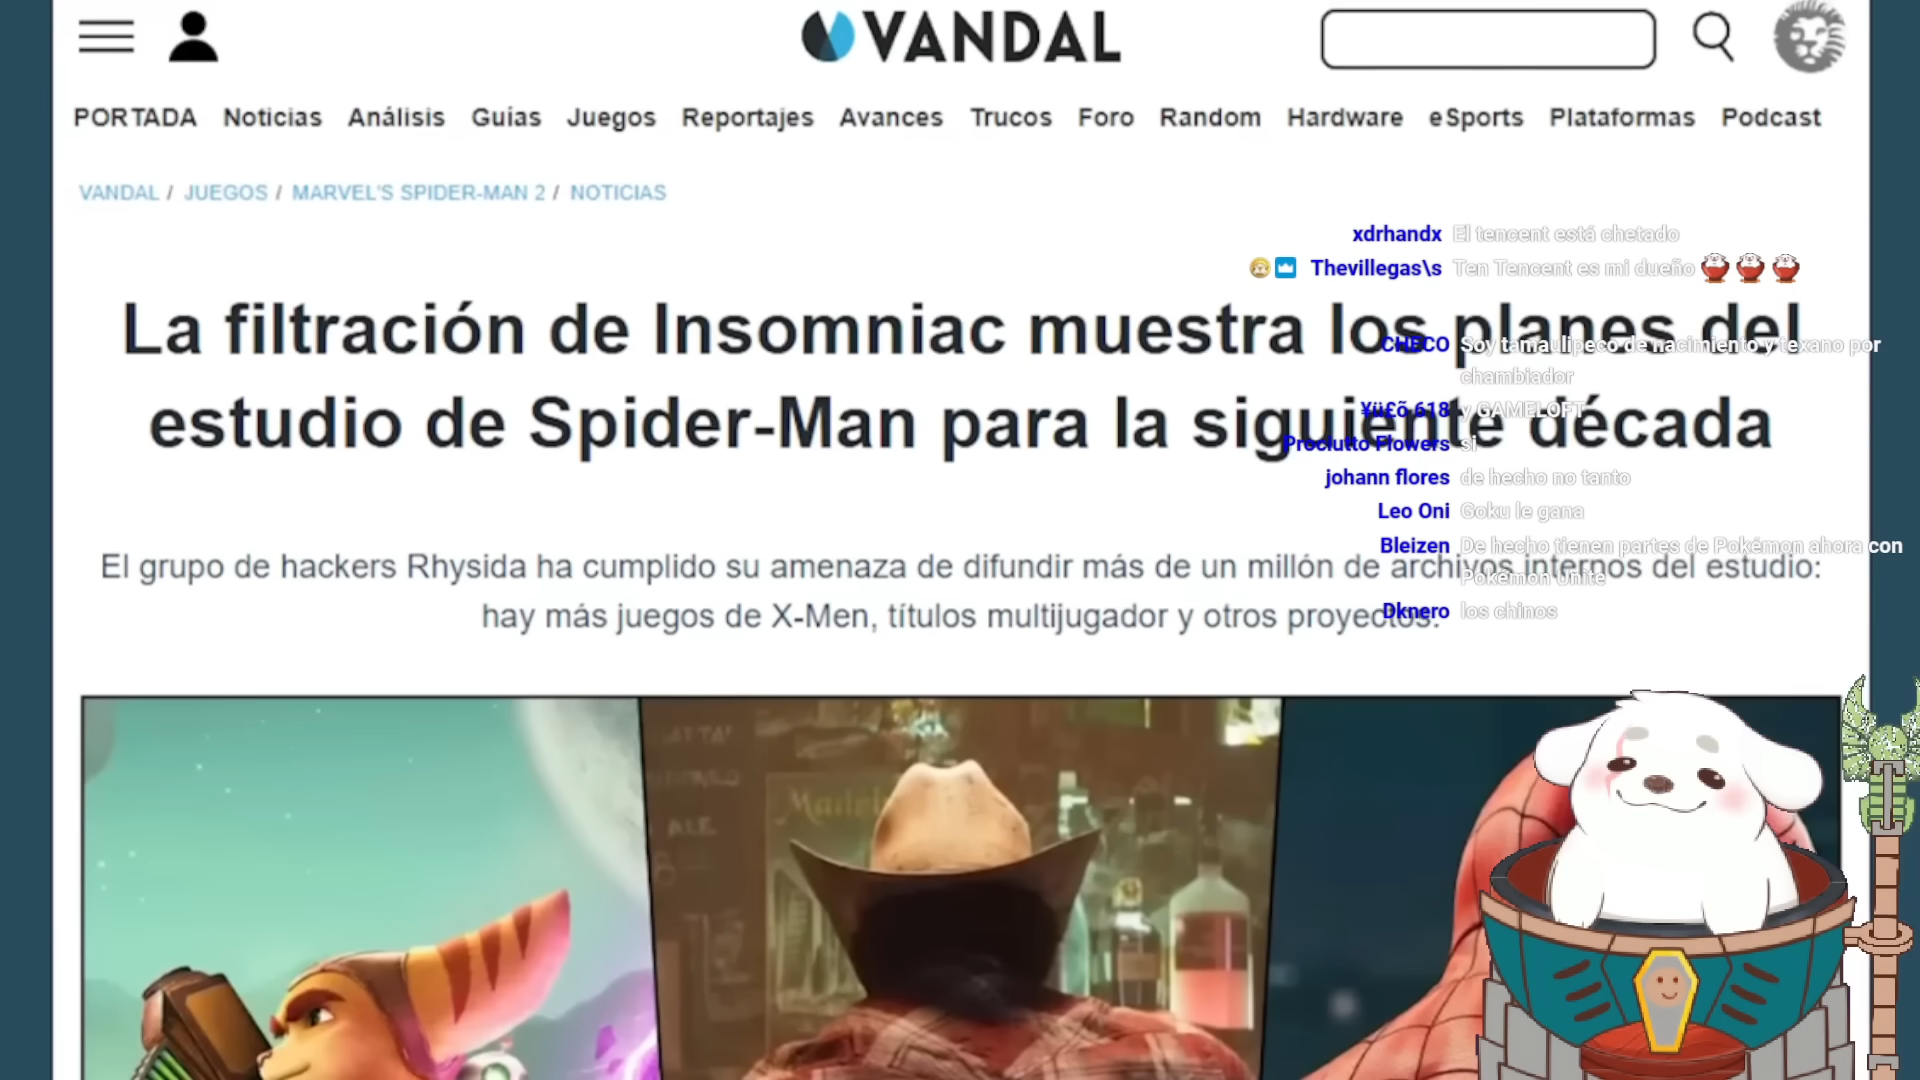 VANDAL
PORTADA Noticias Análisis Guías Juegos Reportajes Avances Trucos Foro Random Hardware eSports Plataformas Podcast
VANDAL / JUEGOS / MARVEL'S SPIDER-MAN 2 / NOTICIAS
xdrhandx El tencent está chetado
Thevillegas\s Ten Tencent es mi dueño
La filtración de Insomniac muestra los planes del
CHECO Soy tamaulipeco de nacimiento y texano por
chambiador
estudio de Spider-Man para la siguiente década
¥ü£õ 618 y GAMELOFT
Prociutto Flowers si
johann flores de hecho no tanto
Leo Oni Goku le gana
Bleizen De hecho tienen partes de Pokémon ahora con
Pokémon Unite
El grupo de hackers Rhysida ha cumplido su amenaza de difundir más de un millón de archivos internos del estudio:
hay más juegos de X-Men, títulos multijugador y otros proyectos.
Dknero los chinos
ALE